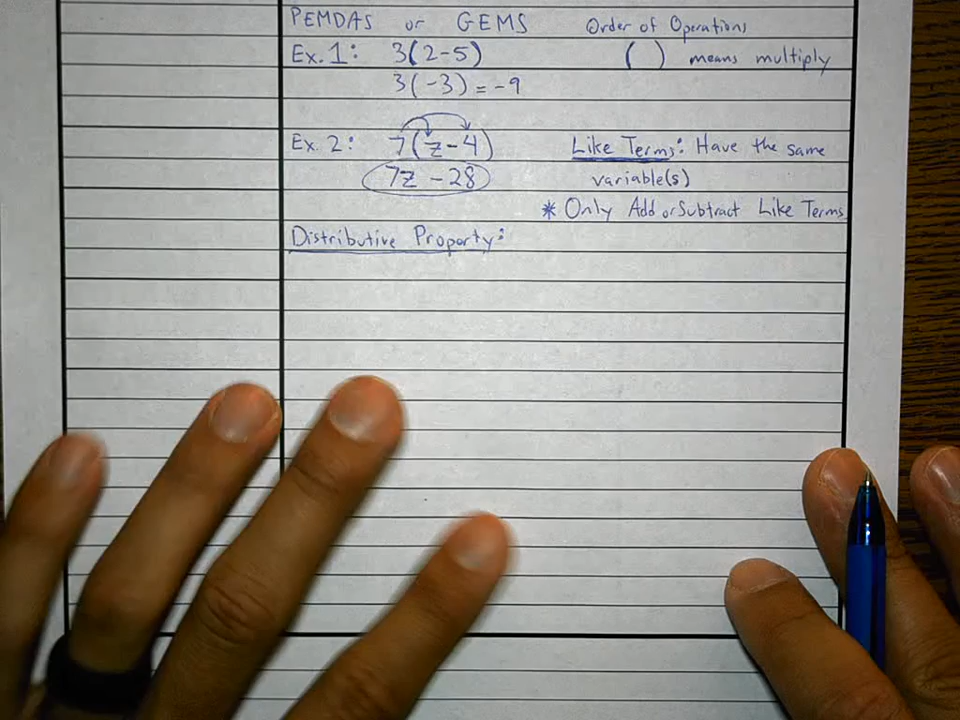 PEMDAS or GEMS Order of Operations
Ex. 1: 3(2-5) ( ) means multiply
3(-3) = -9
Ex. 2: 7(z-4) Like Terms: Have the same
7z - 28 variable(s)
* Only Add or Subtract Like Terms
Distributive Property: